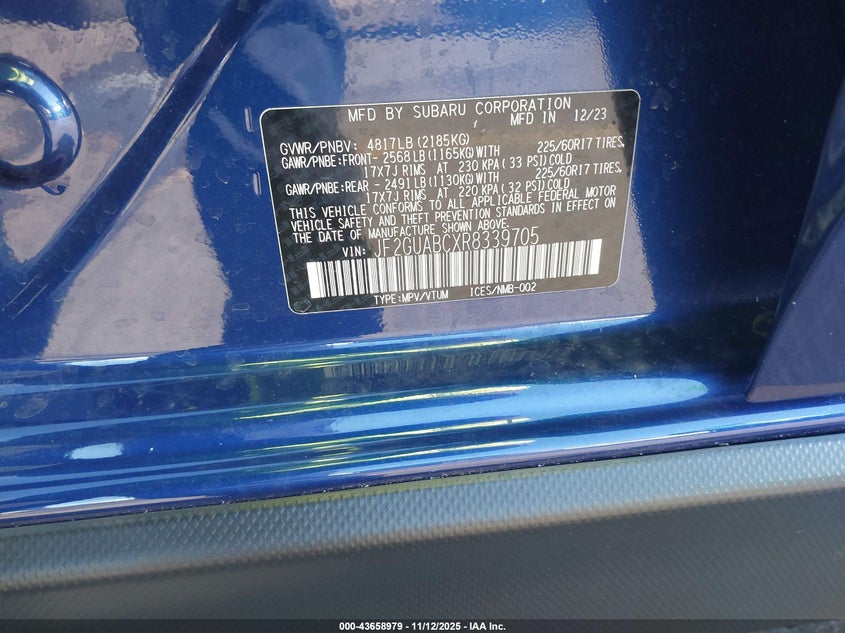 MFD BY SUBARU CORPORATION
MFD IN 12/23
GVWR/PNBV: 4817LB (2185KG)
GAWR/PNBE:FRONT- 2568LB (1165KG) WITH 225/60R17 TIRES,
17X7J RIMS AT 230 KPA (33 PSI) COLD
GAWR/PNBE:REAR - 2491LB (1130KG) WITH 225/60R17 TIRES,
17X7J RIMS AT 220 KPA (32 PSI) COLD
THIS VEHICLE CONFORMS TO ALL APPLICABLE FEDERAL MOTOR
VEHICLE SAFETY AND THEFT PREVENTION STANDARDS IN EFFECT ON
THE DATE OF MANUFACTURE SHOWN ABOVE.
VIN: JF2GUABCXR8339705
TYPE:MPV/VTUM ICES/NMB-002
000-43658979 - 11/12/2025 - IAA Inc.